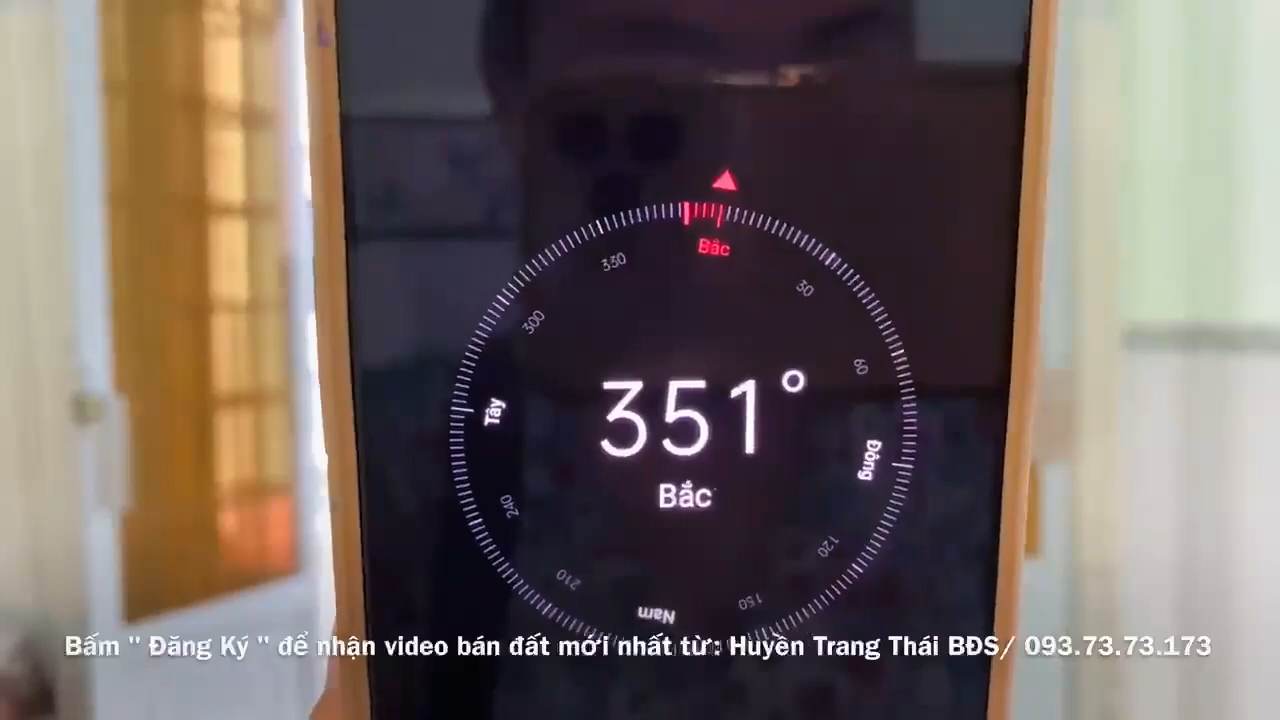 Bắc
330
30
300
60
351°
Tây
Đông
Bắc
240
120
210
150
Nam
Bấm " Đăng Ký " để nhận video bán đất mới nhất từ: Huyền Trang Thái BĐS/ 093.73.73.173